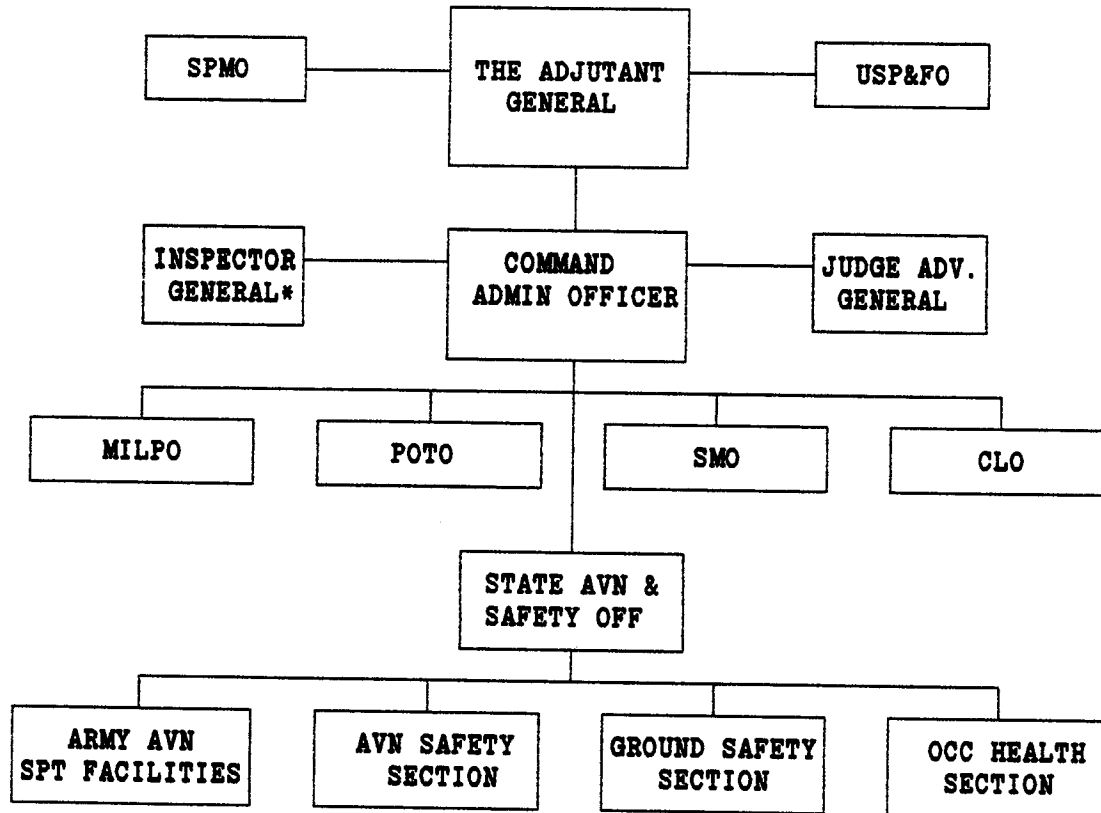 SPMO
THE ADJUTANT
GENERAL
USP&FO
INSPECTOR
GENERAL*
COMMAND
ADMIN OFFICER
JUDGE ADV.
GENERAL
MILPO
POTO
SMO
CLO
STATE AVN &
SAFETY OFF
ARMY AVN
SPT FACILITIES
AVN SAFETY
SECTION
GROUND SAFETY
SECTION
OCC HEALTH
SECTION